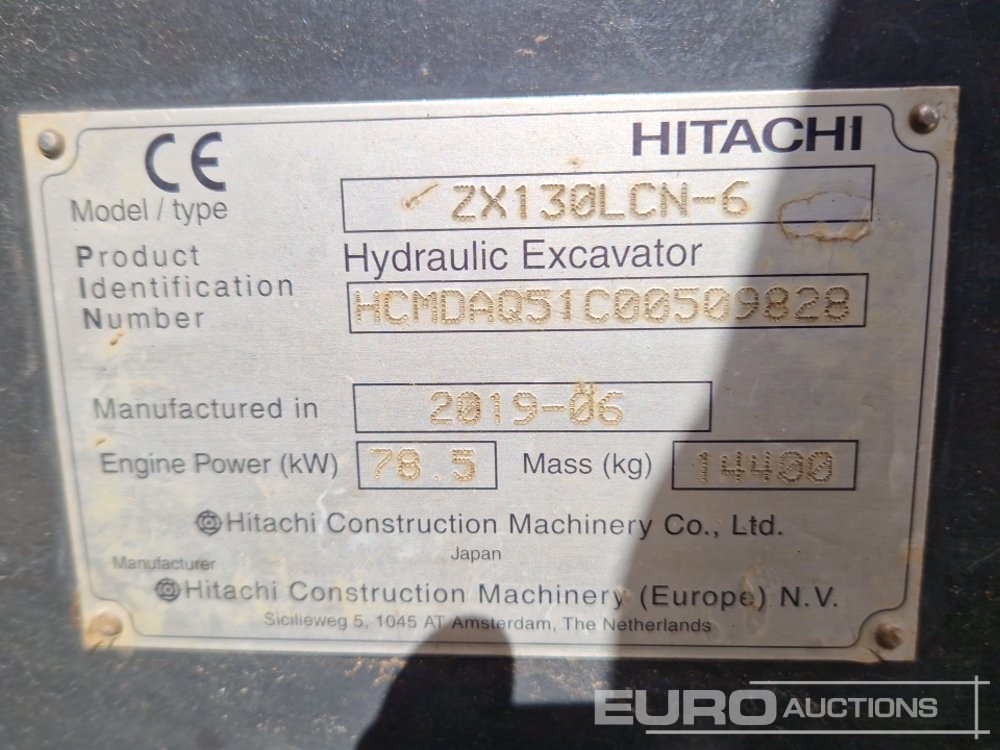 CE
HITACHI
Model / type ZX130LCN-6
Product Hydraulic Excavator
Identification
Number HCMDAQ51C00509828
Manufactured in 2019-06
Engine Power (kW) 78.5 Mass (kg) 14400
Hitachi Construction Machinery Co., Ltd.
Japan
Manufacturer
Hitachi Construction Machinery (Europe) N.V.
Sicilieweg 5, 1045 AT Amsterdam, The Netherlands
EURO AUCTIONS